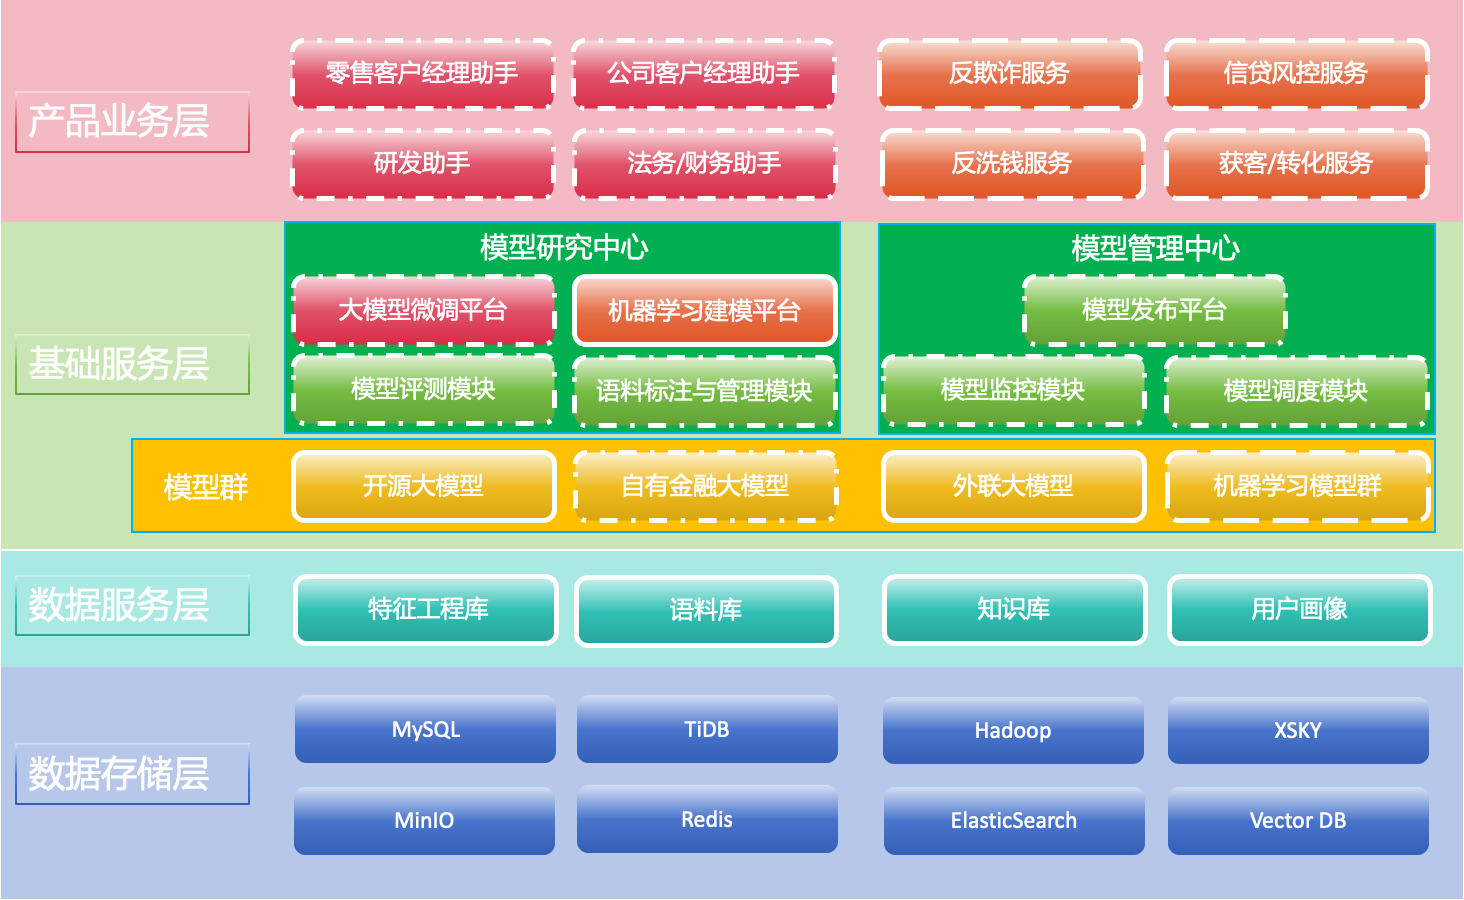 产品业务层
零售客户经理助手
公司客户经理助手
反欺诈服务
信贷风控服务
研发助手
法务/财务助手
反洗钱服务
获客/转化服务
基础服务层
模型研究中心
大模型微调平台
机器学习建模平台
模型评测模块
语料标注与管理模块
模型管理中心
模型发布平台
模型监控模块
模型调度模块
模型群
开源大模型
自有金融大模型
外联大模型
机器学习模型群
数据服务层
特征工程库
语料库
知识库
用户画像
数据存储层
MySQL
TiDB
Hadoop
XSKY
MinIO
Redis
ElasticSearch
Vector DB